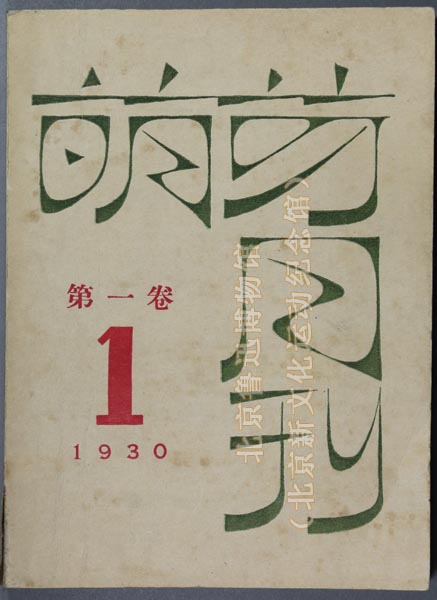 萌芽
月刊
第一卷
1
1930
北京鲁迅博物馆
（北京新文化运动纪念馆）